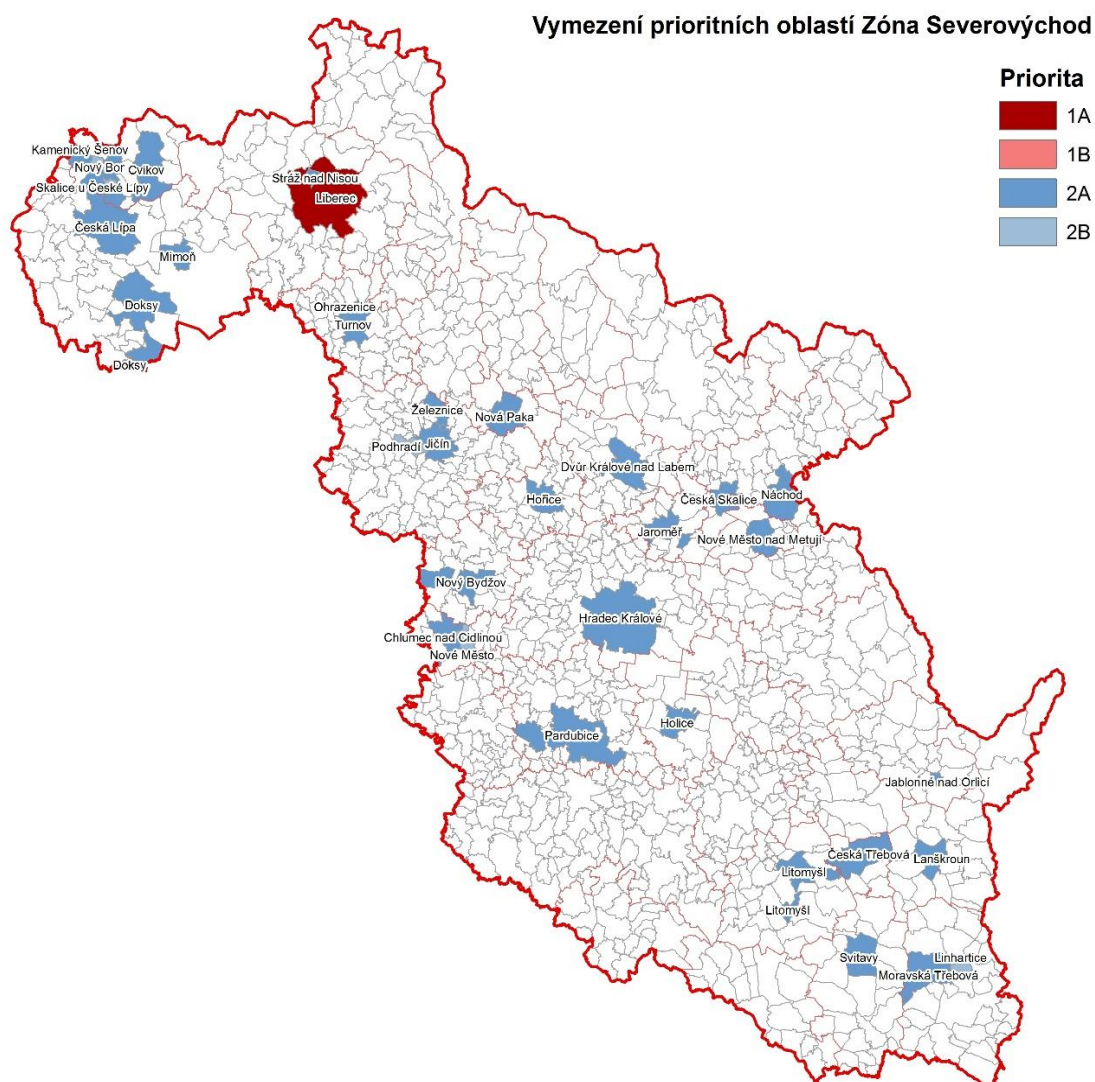 Vymezení prioritních oblastí Zóna Severovýchod
Priorita
1A
1B
2A
2B
Kamenický Šenov
Nový Bor
Cvikov
Skalice u České Lípy
Česká Lípa
Mimoň
Doksy
Doksy
Stráž nad Nisou
Liberec
Ohrazenice
Turnov
Železnice
Nová Paka
Podhradí
Jičín
Dvůr Králové nad Labem
Hořice
Česká Skalice
Náchod
Jaroměř
Nové Město nad Metují
Nový Bydžov
Hradec Králové
Chlumec nad Cidlinou
Nové Město
Holice
Pardubice
Jablonné nad Orlicí
Česká Třebová
Lanškroun
Litomyšl
Litomyšl
Svitavy
Linhartice
Moravská Třebová